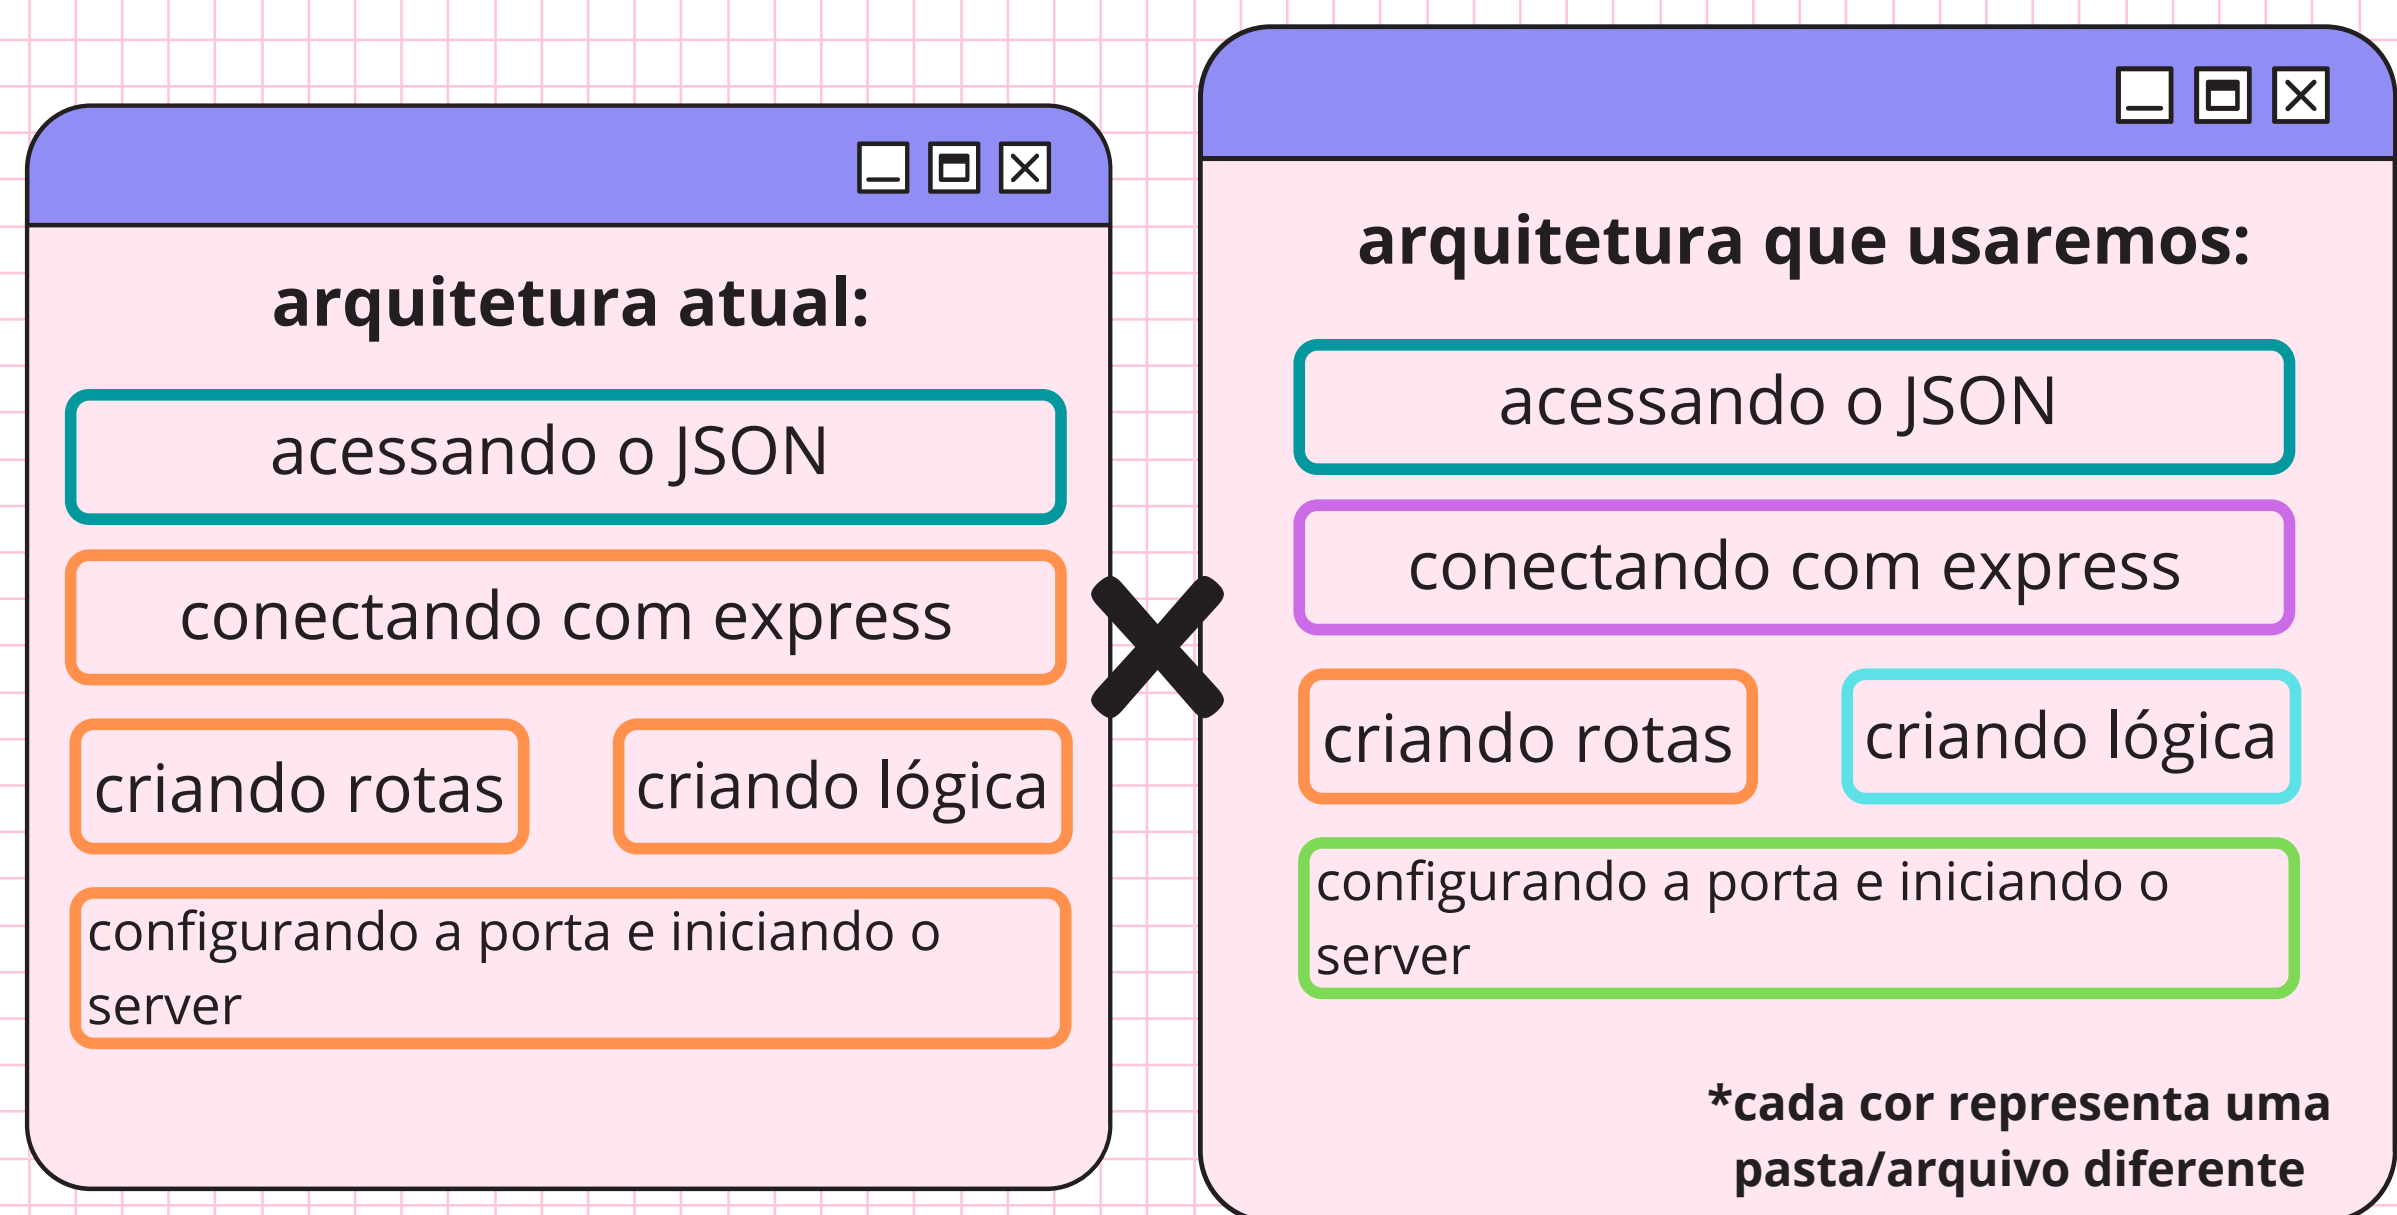 arquitetura atual:
acessando o JSON
conectando com express
criando rotas
criando lógica
configurando a porta e iniciando o
server
arquitetura que usaremos:
acessando o JSON
conectando com express
criando rotas
criando lógica
configurando a porta e iniciando o
server
*cada cor representa uma
pasta/arquivo diferente